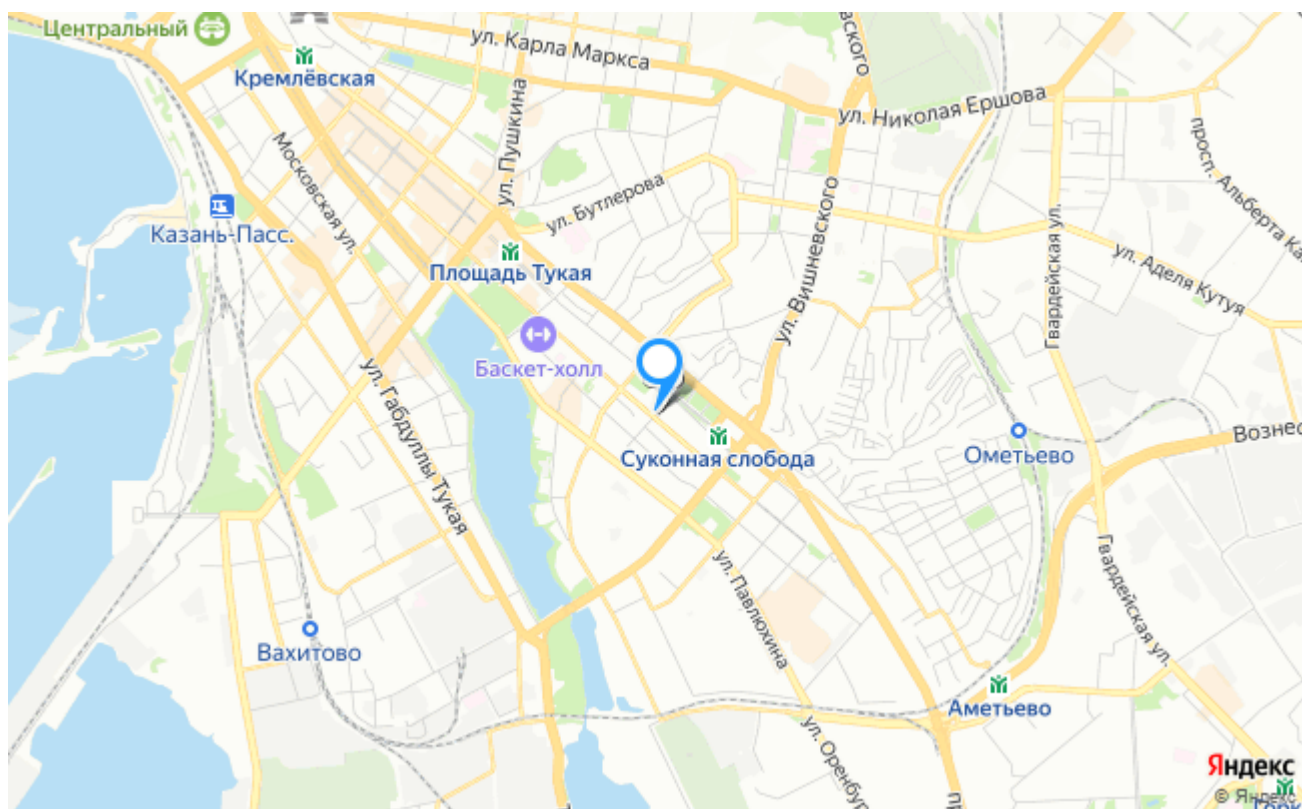 Центральный
Кремлёвская
ул. Карла Маркса
ул. Николая Ершова
Московская ул.
ул. Пушкина
ул. Бутлерова
Казань-Пасс.
Площадь Тукая
ул. Вишневского
Гвардейская ул.
ул. Аделя Кутуя
просп. Альберта
Баскет-холл
ул. Габдуллы Тукая
Суконная слобода
Ометьево
ул. Павлюхина
Гвардейская ул.
Вахитово
Аметьево
Яндекс
© Яндекс